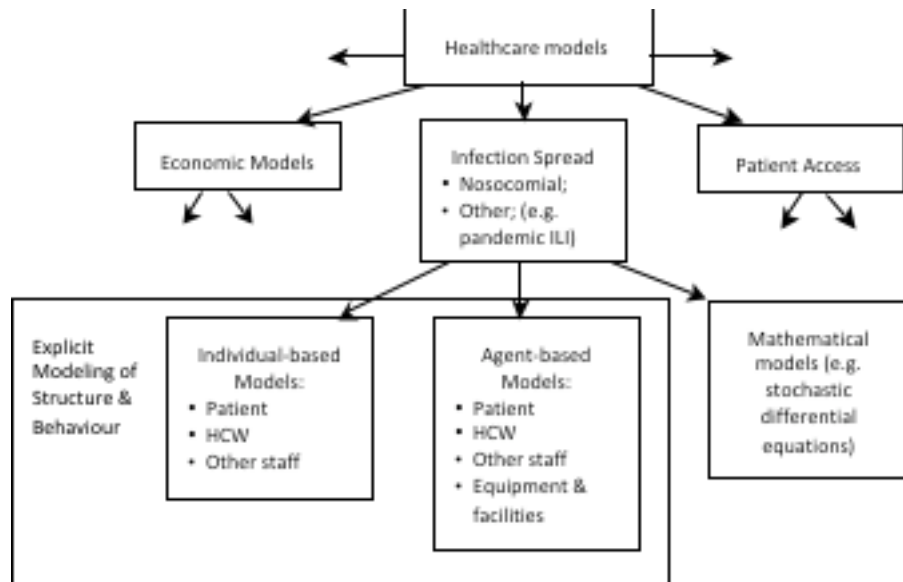 Healthcare models
Economic Models
Infection Spread
▪ Nosocomial;
• Other; (e.g.
pandemic ILI)
Patient Access
Explicit
Modeling of
Structure &
Behaviour
Individual-based
Models:
▪ Patient
▪ HCW
• Other staff
Agent-based
Models:
▪ Patient
▪ HCW
• Other staff
• Equipment &
facilities
Mathematical
models (e.g.
stochastic
differential
equations)